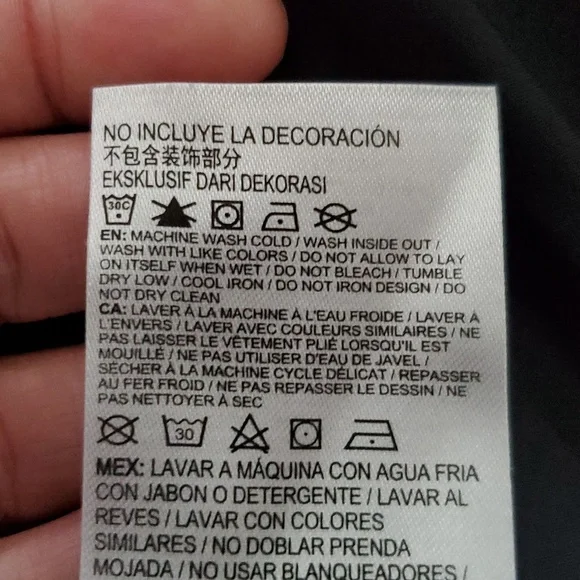 NO INCLUYE LA DECORACIÓN
不包含装饰部分
EKSKLUSIF DARI DEKORASI
30C
EN: MACHINE WASH COLD / WASH INSIDE OUT /
WASH WITH LIKE COLORS / DO NOT ALLOW TO LAY
ON ITSELF WHEN WET / DO NOT BLEACH / TUMBLE
DRY LOW / COOL IRON / DO NOT IRON DESIGN / DO
NOT DRY CLEAN
CA: LAVER À LA MACHINE À L'EAU FROIDE / LAVER À
L'ENVERS / LAVER AVEC COULEURS SIMILAIRES / NE
PAS LAISSER LE VÊTEMENT PLIÉ LORSQU'IL EST
MOUILLÉ / NE PAS UTILISER D'EAU DE JAVEL /
SÉCHER À LA MACHINE CYCLE DÉLICAT / REPASSER
AU FER FROID / NE PAS REPASSER LE DESSIN / NE
PAS NETTOYER À SEC
30
MEX: LAVAR A MÁQUINA CON AGUA FRIA
CON JABON O DETERGENTE / LAVAR AL
REVES / LAVAR CON COLORES
SIMILARES / NO DOBLAR PRENDA
MOJADA / NO USAR BLANQUEADORES /